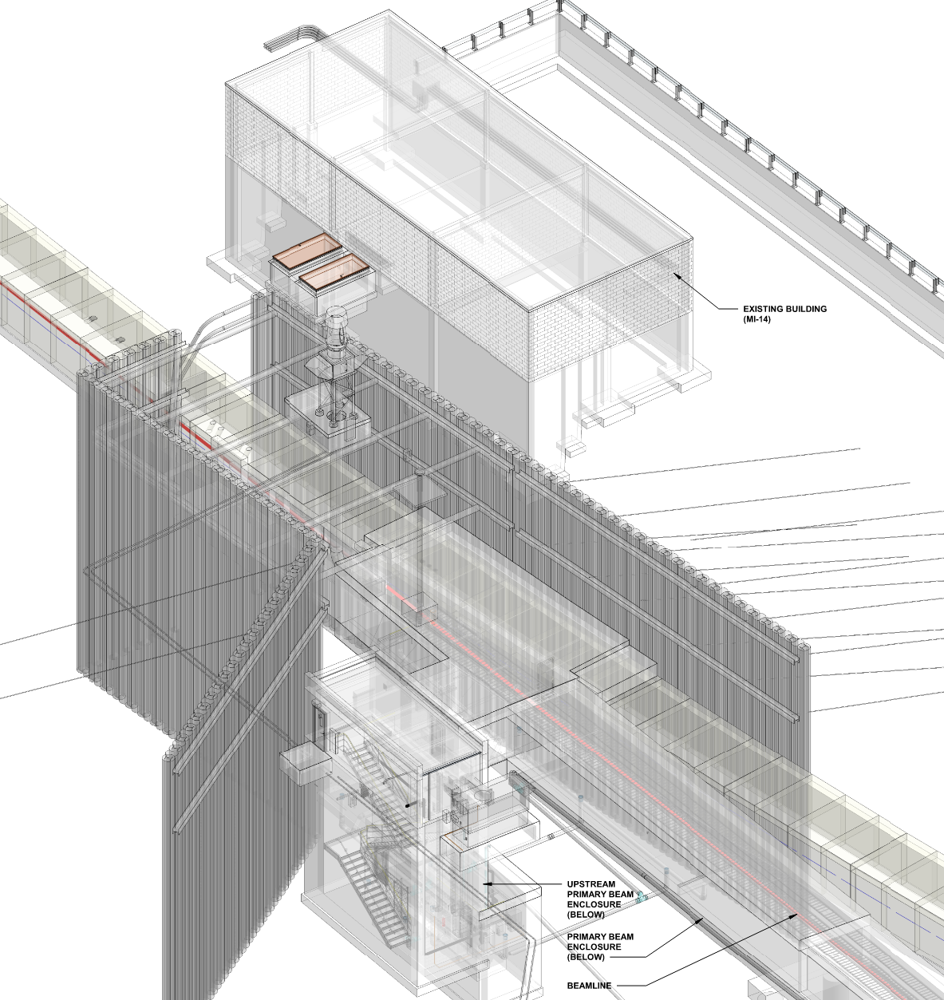 EXISTING BUILDING
(MI-14)
UPSTREAM
PRIMARY BEAM
ENCLOSURE
(BELOW)
PRIMARY BEAM
ENCLOSURE
(BELOW)
BEAMLINE